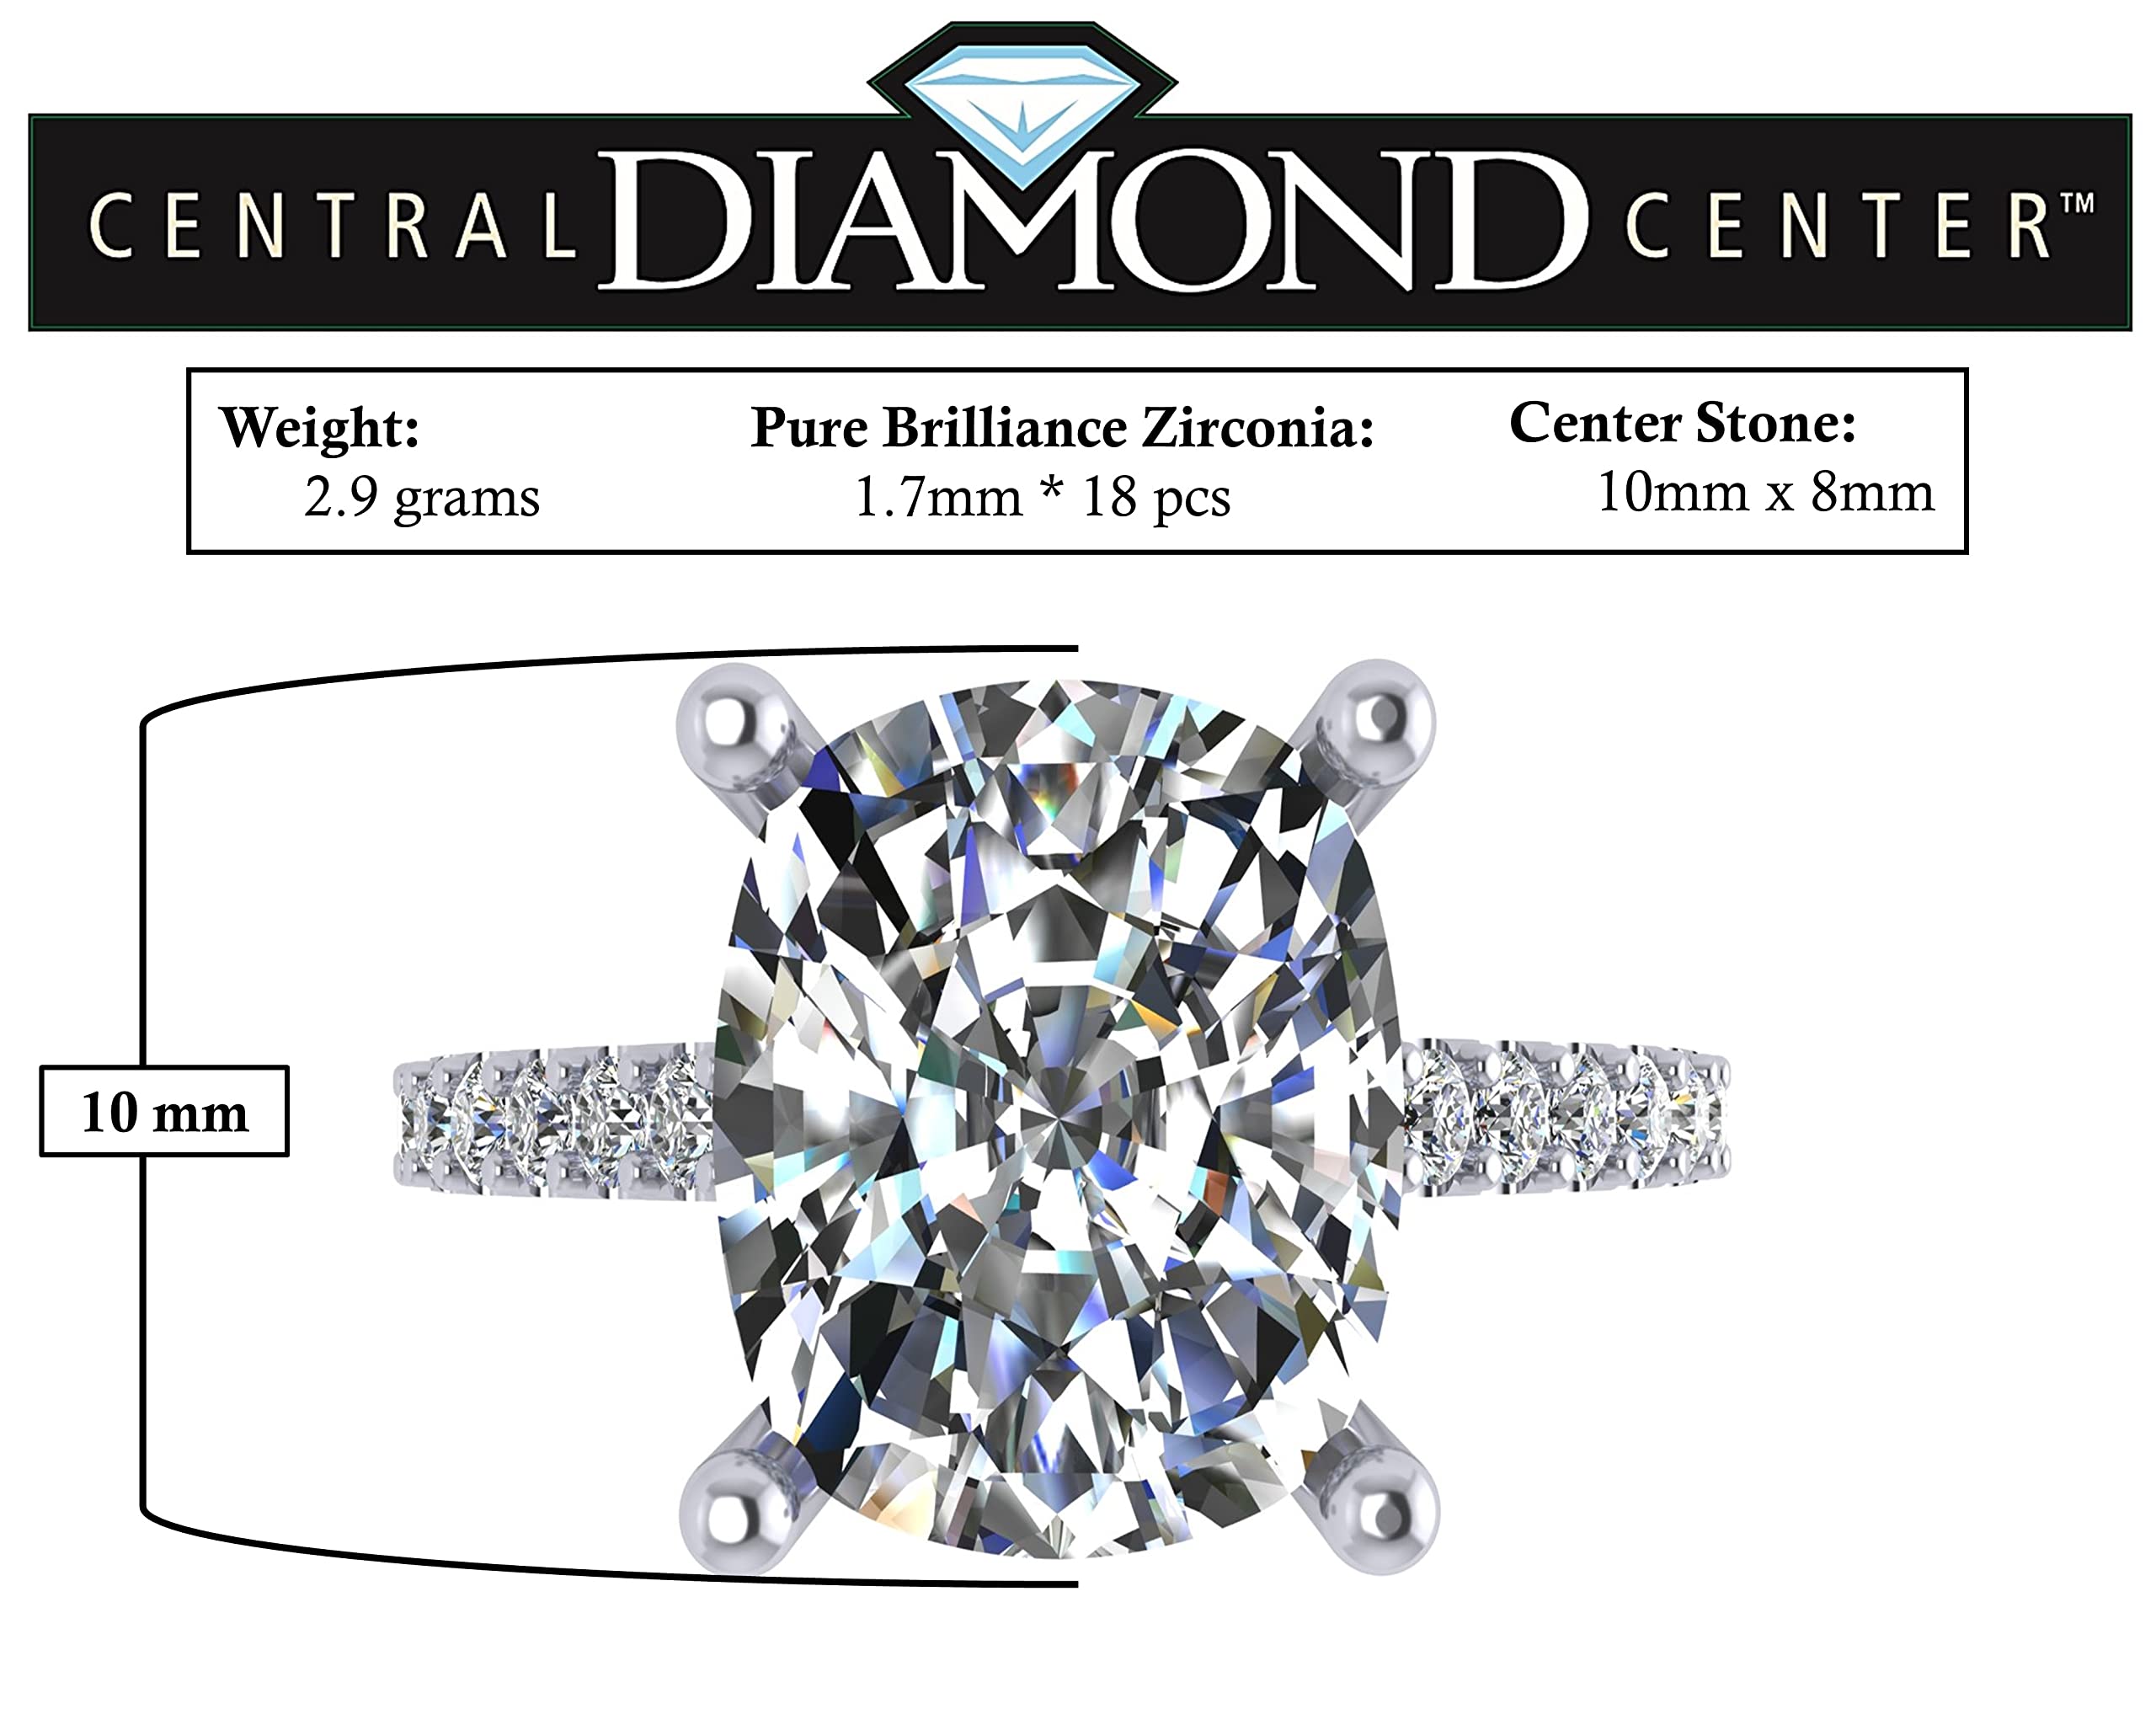 CENTRAL DIAMOND CENTER™
Weight: Pure Brilliance Zirconia: Center Stone:
2.9 grams 1.7mm * 18 pcs 10mm x 8mm
10 mm